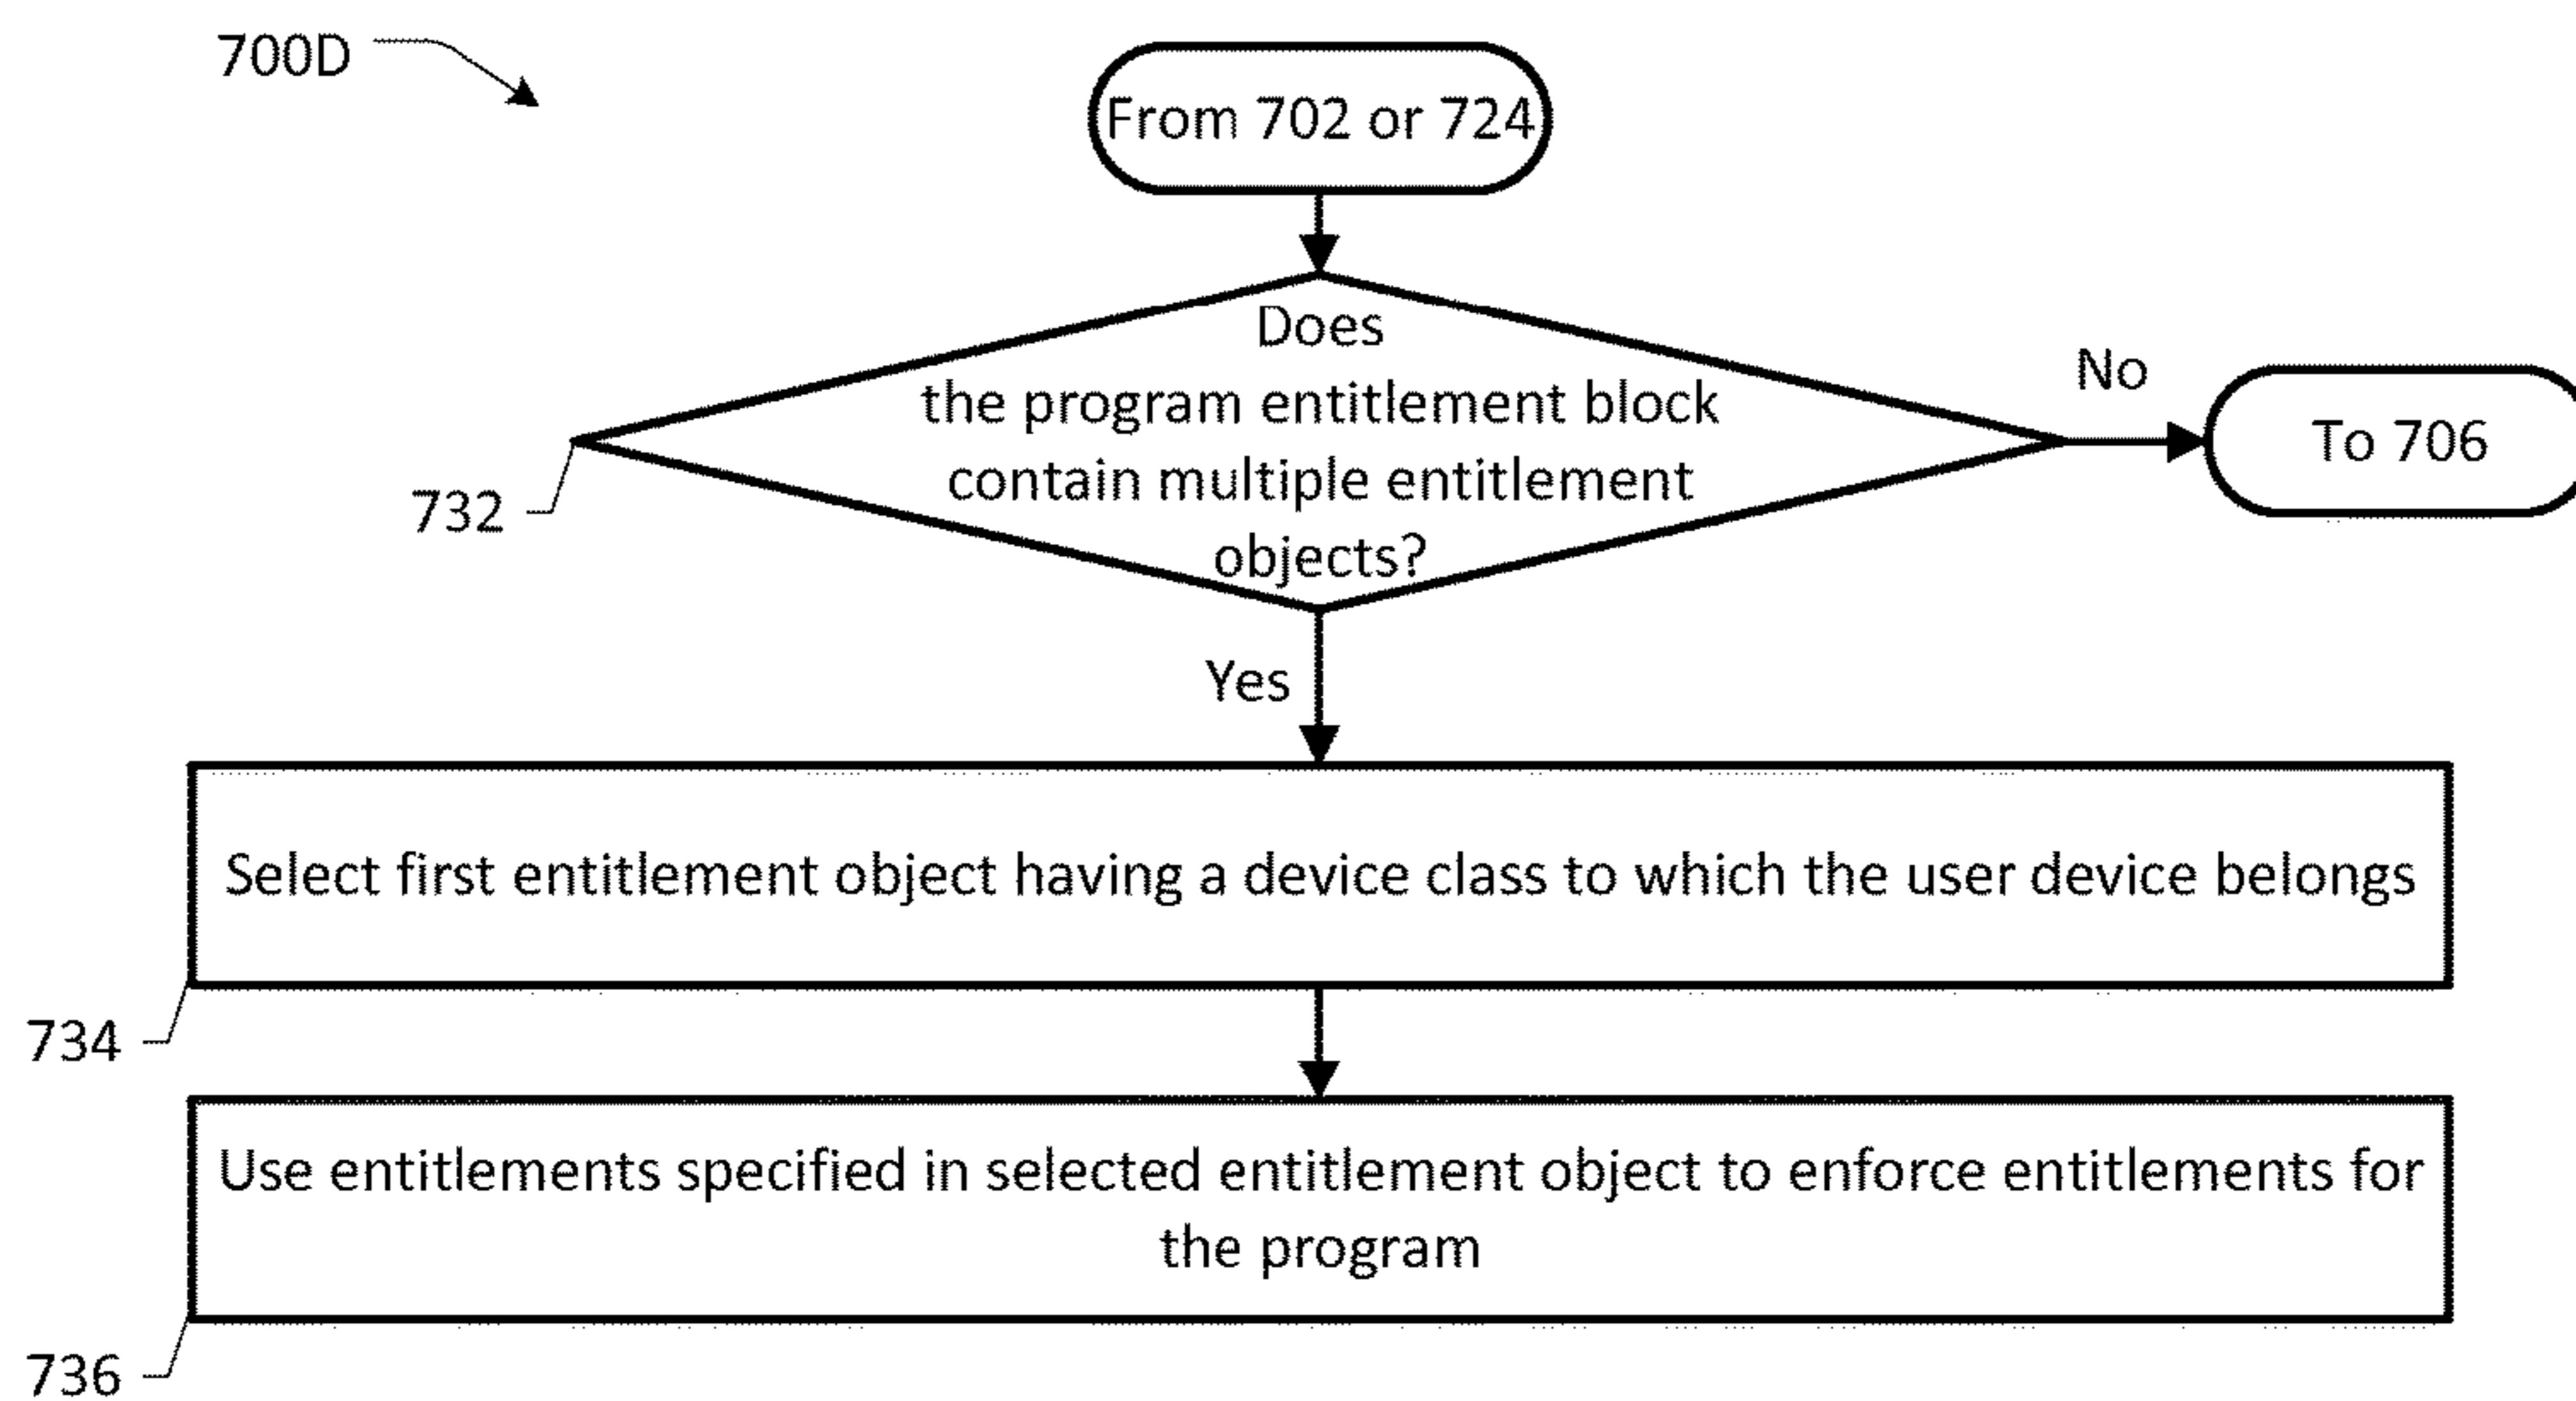 700D
From 702 or 724
Does
the program entitlement block
contain multiple entitlement
objects?
No
To 706
732
Yes
Select first entitlement object having a device class to which the user device belongs
734
Use entitlements specified in selected entitlement object to enforce entitlements for
the program
736